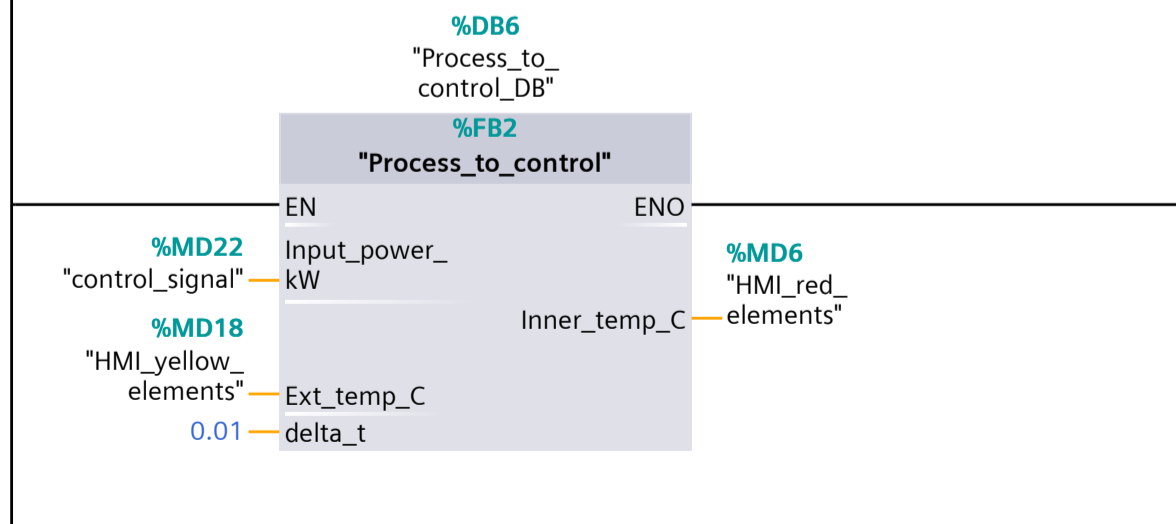 %DB6
"Process_to_
control_DB"
%FB2
"Process_to_control"
EN
ENO
%MD22
"control_signal"
Input_power_
kW
%MD6
"HMI_red_
elements"
Inner_temp_C
%MD18
"HMI_yellow_
elements"
Ext_temp_C
0.01
delta_t